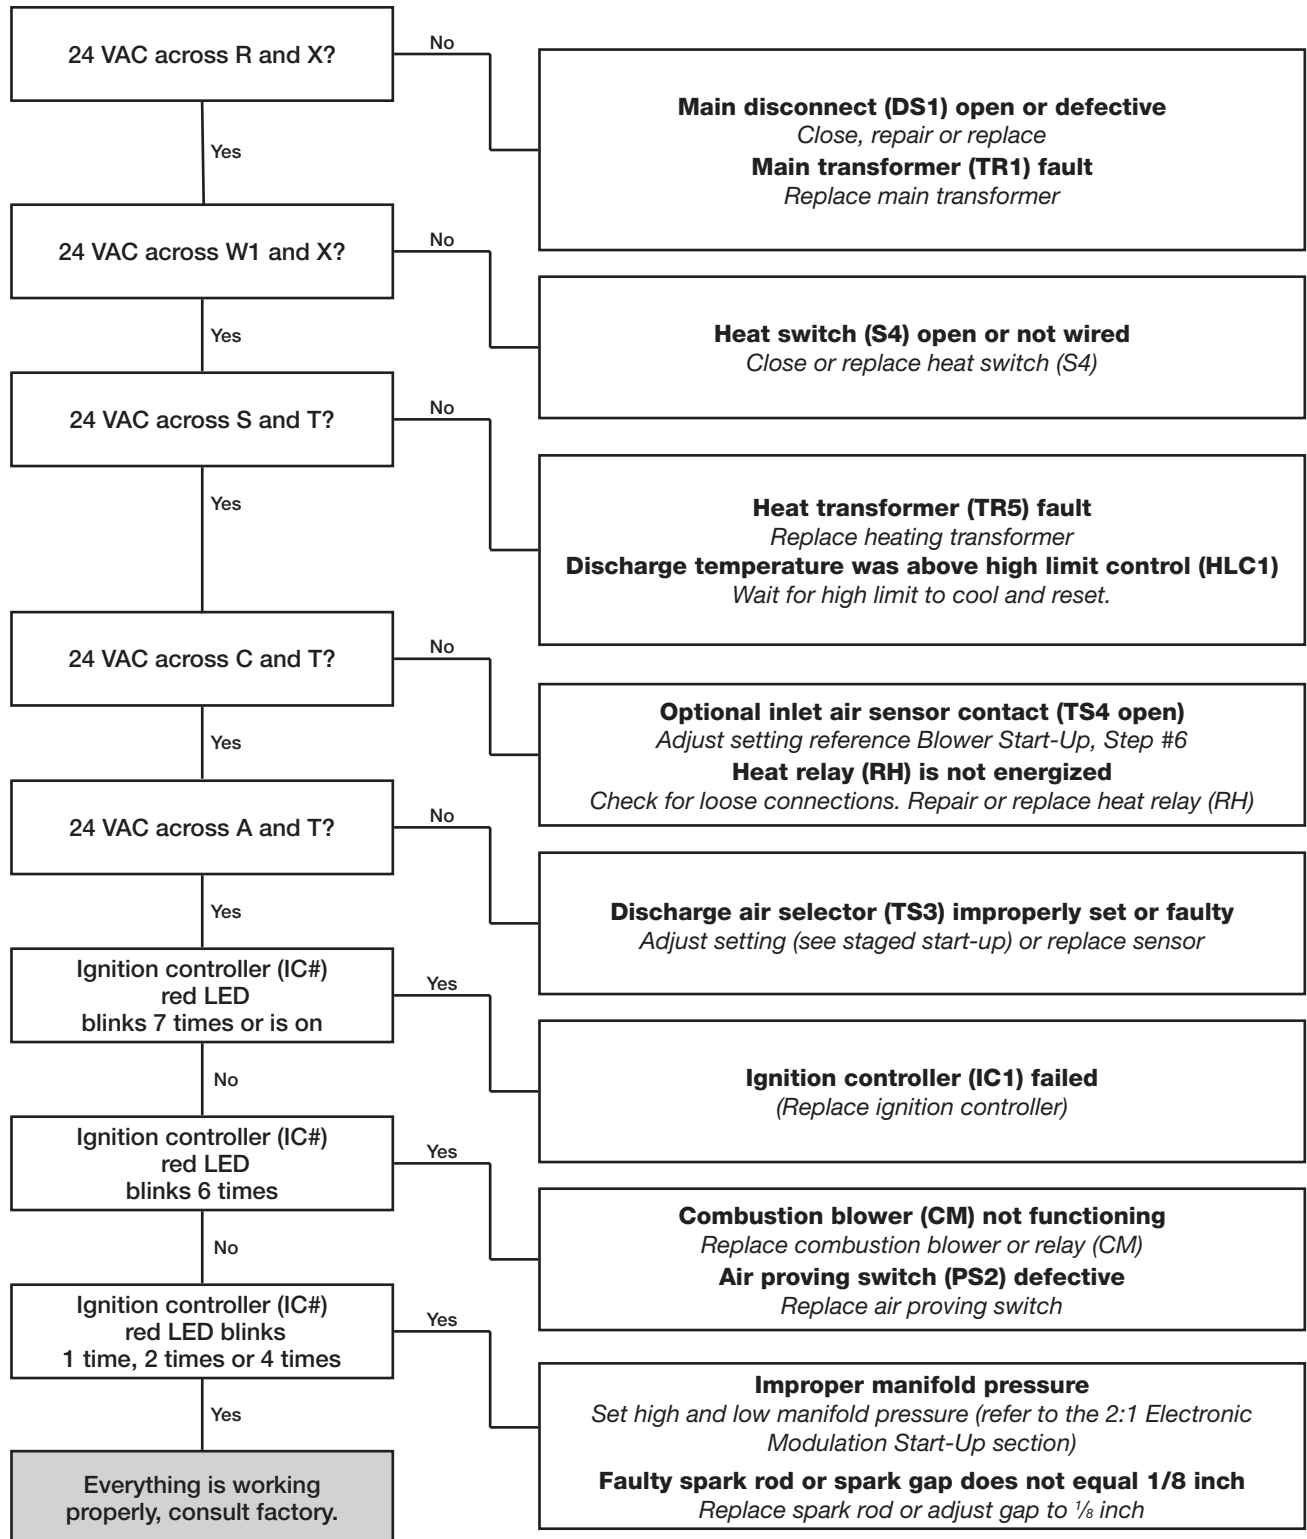 24 VAC across R and X?
No
Main disconnect (DS1) open or defective
Close, repair or replace
Main transformer (TR1) fault
Replace main transformer
Yes
24 VAC across W1 and X?
No
Heat switch (S4) open or not wired
Close or replace heat switch (S4)
Yes
24 VAC across S and T?
No
Heat transformer (TR5) fault
Replace heating transformer
Discharge temperature was above high limit control (HLC1)
Wait for high limit to cool and reset.
Yes
24 VAC across C and T?
No
Optional inlet air sensor contact (TS4 open)
Adjust setting reference Blower Start-Up, Step #6
Heat relay (RH) is not energized
Check for loose connections. Repair or replace heat relay (RH)
Yes
24 VAC across A and T?
No
Discharge air selector (TS3) improperly set or faulty
Adjust setting (see staged start-up) or replace sensor
Yes
Ignition controller (IC#)
red LED
blinks 7 times or is on
Yes
Ignition controller (IC1) failed
(Replace ignition controller)
No
Ignition controller (IC#)
red LED
blinks 6 times
Yes
Combustion blower (CM) not functioning
Replace combustion blower or relay (CM)
Air proving switch (PS2) defective
Replace air proving switch
No
Ignition controller (IC#)
red LED blinks
1 time, 2 times or 4 times
Yes
Improper manifold pressure
Set high and low manifold pressure (refer to the 2:1 Electronic
Modulation Start-Up section)
Faulty spark rod or spark gap does not equal 1/8 inch
Replace spark rod or adjust gap to ⅛ inch
Yes
Everything is working
properly, consult factory.